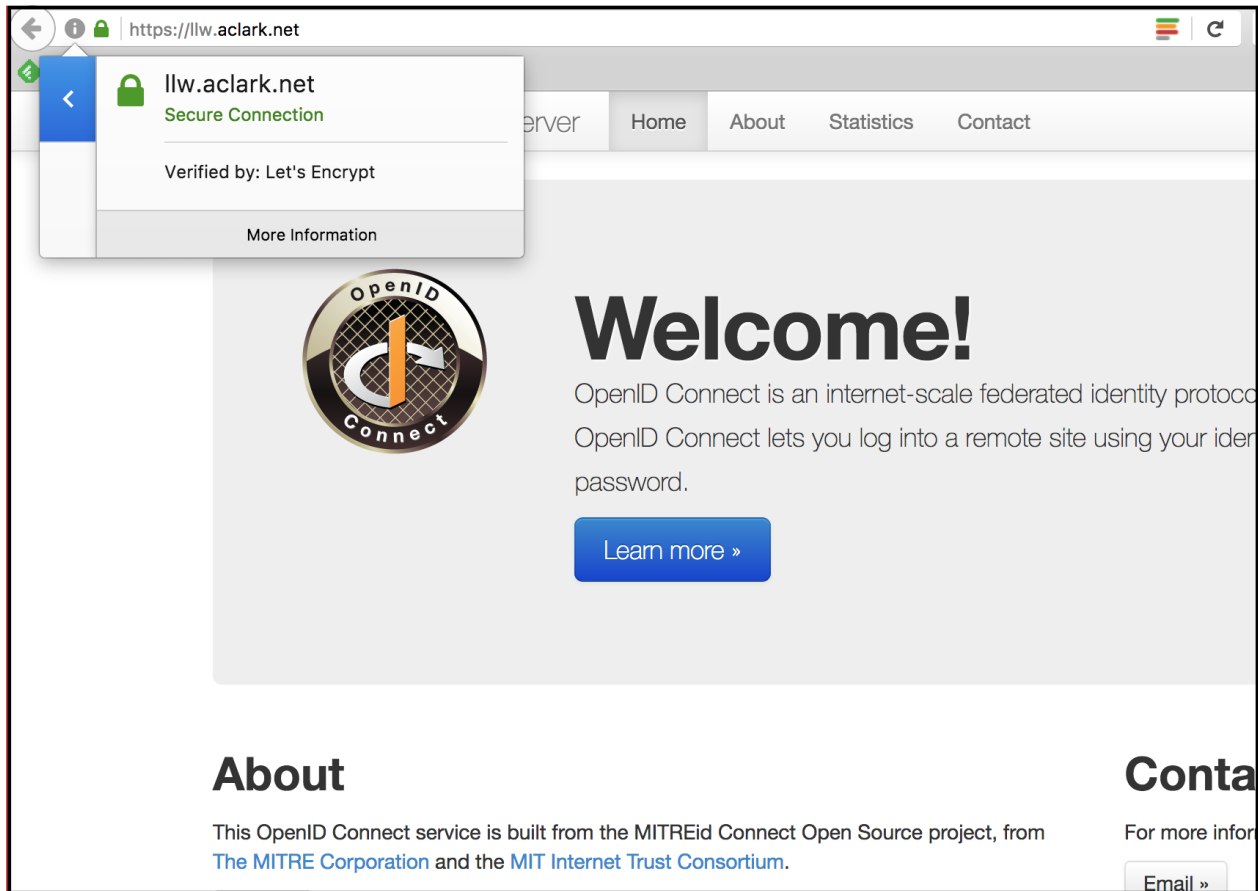 https://llw.aclark.net
llw.aclark.net
Secure Connection
Verified by: Let's Encrypt
More Information
erver Home About Statistics Contact
OpenID
Connect
Welcome!
OpenID Connect is an internet-scale federated identity protoco
OpenID Connect lets you log into a remote site using your iden
password.
Learn more »
About
This OpenID Connect service is built from the MITREid Connect Open Source project, from
The MITRE Corporation and the MIT Internet Trust Consortium.
Conta
For more infor
Email »